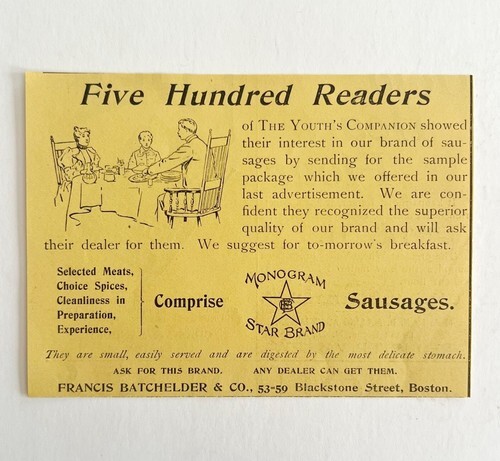 Five Hundred Readers
of THE YOUTH'S COMPANION showed
their interest in our brand of sau-
sages by sending for the sample
package which we offered in our
last advertisement. We are con-
fident they recognized the superior
quality of our brand and will ask
their dealer for them. We suggest for to-morrow's breakfast.
Selected Meats,
Choice Spices,
Cleanliness in
Preparation,
Experience,
Comprise
MONOGRAM
STAR BRAND
Sausages.
They are small, easily served and are digested by the most delicate stomach.
ASK FOR THIS BRAND. ANY DEALER CAN GET THEM.
FRANCIS BATCHELDER & CO., 53-59 Blackstone Street, Boston.